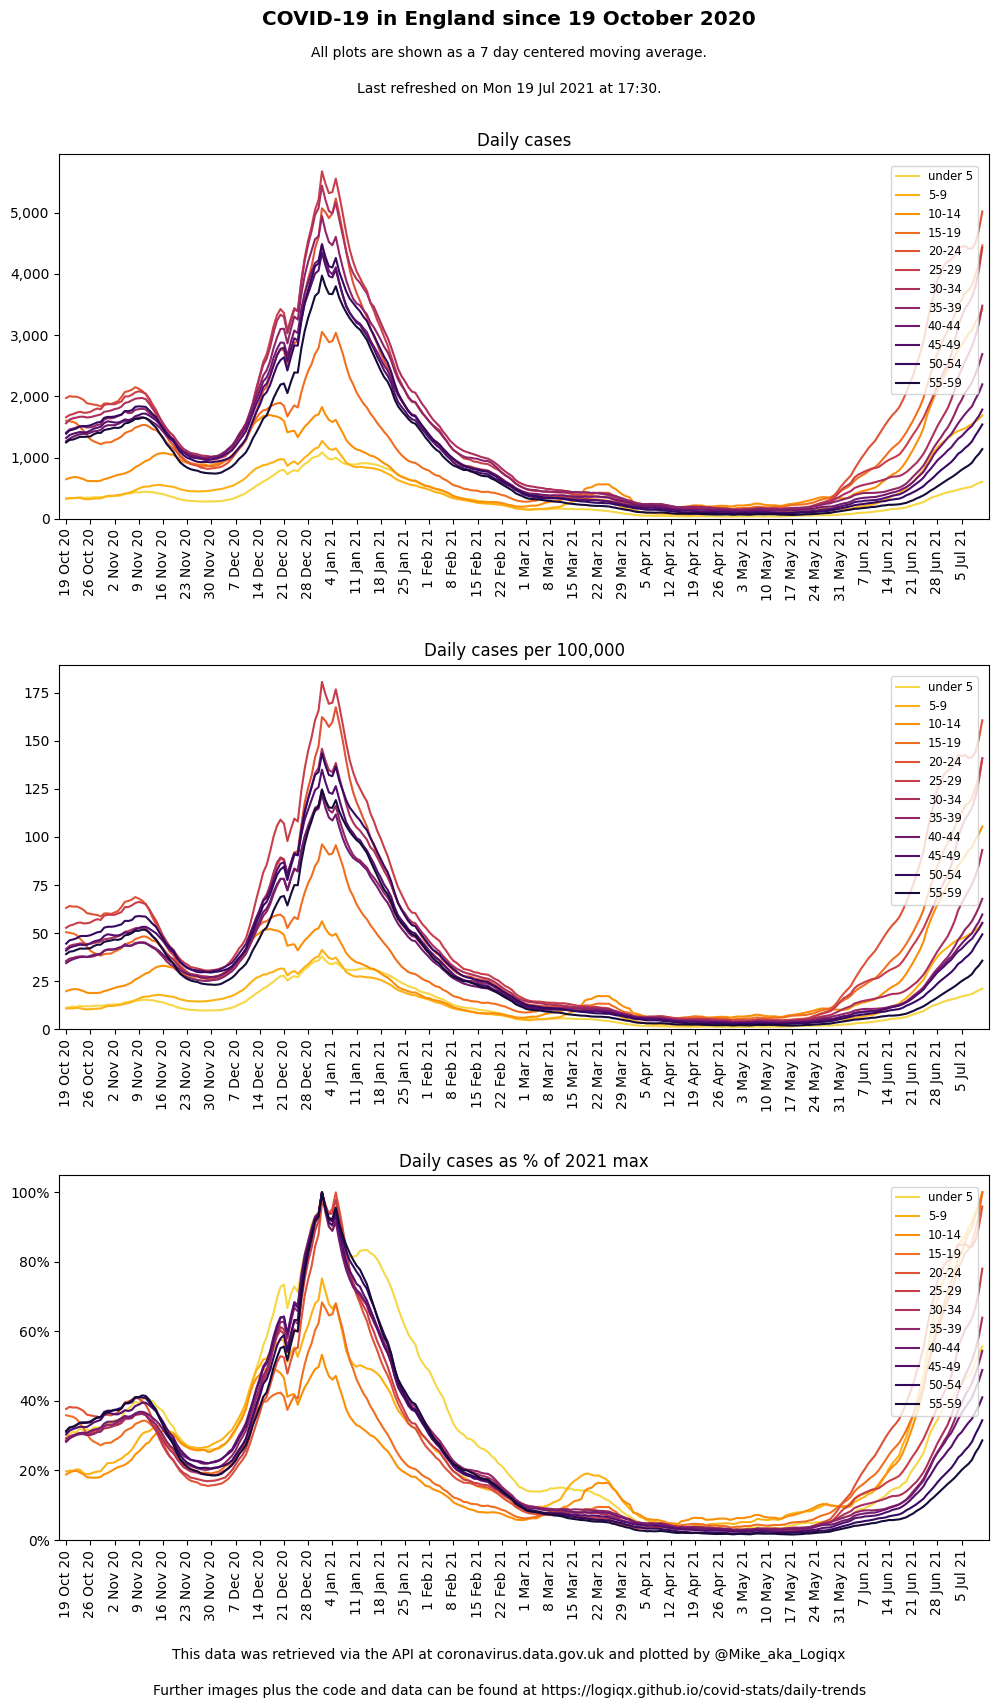 COVID-19 in England since 19 October 2020
All plots are shown as a 7 day centered moving average.
Last refreshed on Mon 19 Jul 2021 at 17:30.
Daily cases
5,000
4,000
3,000
2,000
1,000
0
under 5
5-9
10-14
15-19
20-24
25-29
30-34
35-39
40-44
45-49
50-54
55-59
19 Oct 20
26 Oct 20
2 Nov 20
9 Nov 20
16 Nov 20
23 Nov 20
30 Nov 20
7 Dec 20
14 Dec 20
21 Dec 20
28 Dec 20
4 Jan 21
11 Jan 21
18 Jan 21
25 Jan 21
1 Feb 21
8 Feb 21
15 Feb 21
22 Feb 21
1 Mar 21
8 Mar 21
15 Mar 21
22 Mar 21
29 Mar 21
5 Apr 21
12 Apr 21
19 Apr 21
26 Apr 21
3 May 21
10 May 21
17 May 21
24 May 21
31 May 21
7 Jun 21
14 Jun 21
21 Jun 21
28 Jun 21
5 Jul 21
Daily cases per 100,000
175
150
125
100
75
50
25
0
under 5
5-9
10-14
15-19
20-24
25-29
30-34
35-39
40-44
45-49
50-54
55-59
19 Oct 20
26 Oct 20
2 Nov 20
9 Nov 20
16 Nov 20
23 Nov 20
30 Nov 20
7 Dec 20
14 Dec 20
21 Dec 20
28 Dec 20
4 Jan 21
11 Jan 21
18 Jan 21
25 Jan 21
1 Feb 21
8 Feb 21
15 Feb 21
22 Feb 21
1 Mar 21
8 Mar 21
15 Mar 21
22 Mar 21
29 Mar 21
5 Apr 21
12 Apr 21
19 Apr 21
26 Apr 21
3 May 21
10 May 21
17 May 21
24 May 21
31 May 21
7 Jun 21
14 Jun 21
21 Jun 21
28 Jun 21
5 Jul 21
Daily cases as % of 2021 max
100%
80%
60%
40%
20%
0%
under 5
5-9
10-14
15-19
20-24
25-29
30-34
35-39
40-44
45-49
50-54
55-59
19 Oct 20
26 Oct 20
2 Nov 20
9 Nov 20
16 Nov 20
23 Nov 20
30 Nov 20
7 Dec 20
14 Dec 20
21 Dec 20
28 Dec 20
4 Jan 21
11 Jan 21
18 Jan 21
25 Jan 21
1 Feb 21
8 Feb 21
15 Feb 21
22 Feb 21
1 Mar 21
8 Mar 21
15 Mar 21
22 Mar 21
29 Mar 21
5 Apr 21
12 Apr 21
19 Apr 21
26 Apr 21
3 May 21
10 May 21
17 May 21
24 May 21
31 May 21
7 Jun 21
14 Jun 21
21 Jun 21
28 Jun 21
5 Jul 21
This data was retrieved via the API at coronavirus.data.gov.uk and plotted by @Mike_aka_Logiqx
Further images plus the code and data can be found at https://logiqx.github.io/covid-stats/daily-trends